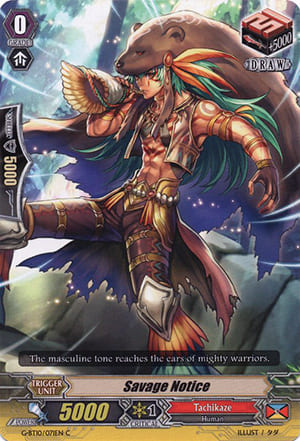 0
GRADE 0
+5000
DRAW
SHIELD
5000
The masculine tone reaches the ears of mighty warriors.
TRIGGER UNIT
Savage Notice
POWER
5000
1
CRITICAL
Tachikaze
Human
G-BT10/071EN C
ILLUST / タダ